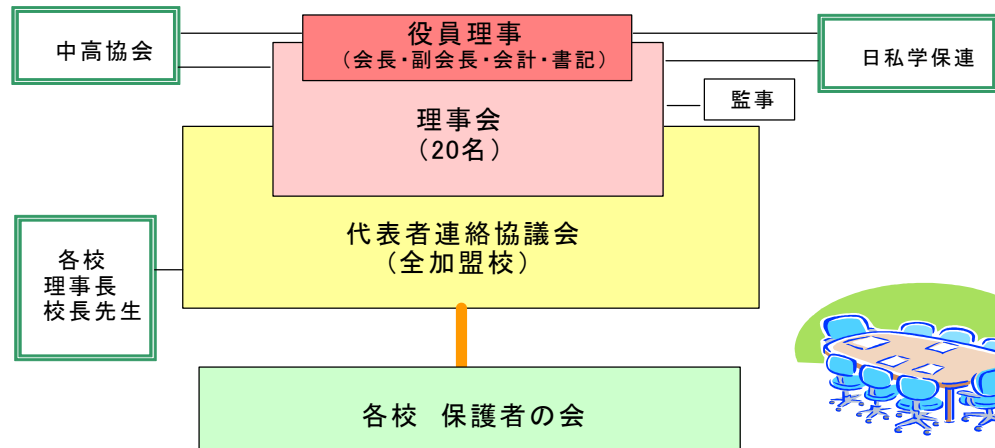 役員理事
（会長・副会長・会計・書記）
中高協会
日私学保連
監事
理事会
（20名）
代表者連絡協議会
（全加盟校）
各校
理事長
校長先生
各校 保護者の会